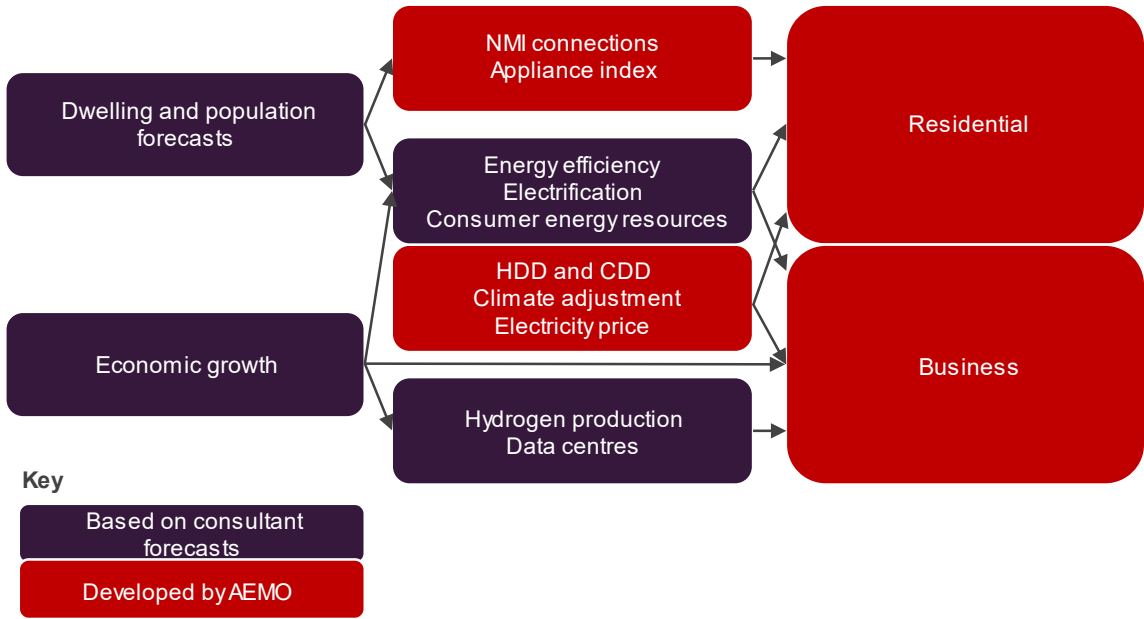 Dwelling and population
forecasts
Economic growth
NMI connections
Appliance index
Energy efficiency
Electrification
Consumer energy resources
HDD and CDD
Climate adjustment
Electricity price
Hydrogen production
Data centres
Residential
Business
Key
Based on consultant
forecasts
Developed by AEMO